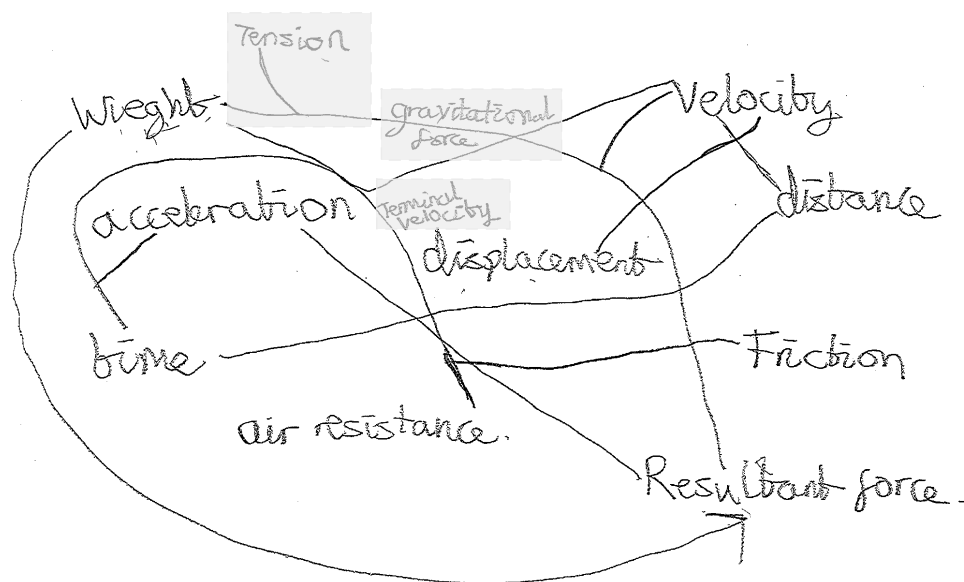 Tension
Wieght
gravitational
force
Velocity
acceleration
Terminal
velocity
distance
displacement
time
Friction
air resistance.
Resultant force.